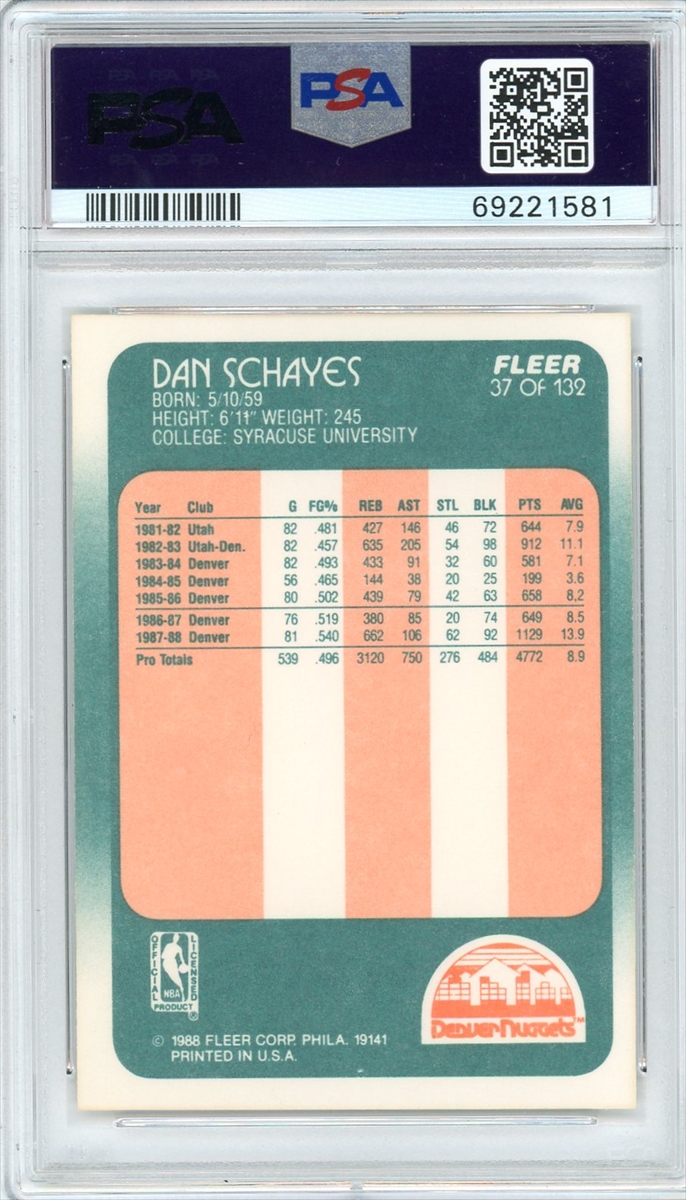 PSA PSA PSA
PSA
PSA PSA PSA
PSA
69221581
DAN SCHAYES
BORN: 5/10/59
HEIGHT: 6'11" WEIGHT: 245
COLLEGE: SYRACUSE UNIVERSITY
FLEER
37 OF 132
Year Club G FG% REB AST STL BLK PTS AVG
1981-82 Utah 82 .481 427 146 46 72 644 7.9
1982-83 Utah-Den. 82 .457 635 205 54 98 912 11.1
1983-84 Denver 82 .493 433 91 32 60 581 7.1
1984-85 Denver 56 .465 144 38 20 25 199 3.6
1985-86 Denver 80 .502 439 79 42 63 658 8.2
1986-87 Denver 76 .519 380 85 20 74 649 8.5
1987-88 Denver 81 .540 662 106 62 92 1129 13.9
Pro Totals 539 .496 3120 750 276 484 4772 8.9
OFFICIAL LICENSED
NBA
PRODUCT ®
DENVER NUGGETS™
© 1988 FLEER CORP. PHILA. 19141
PRINTED IN U.S.A.